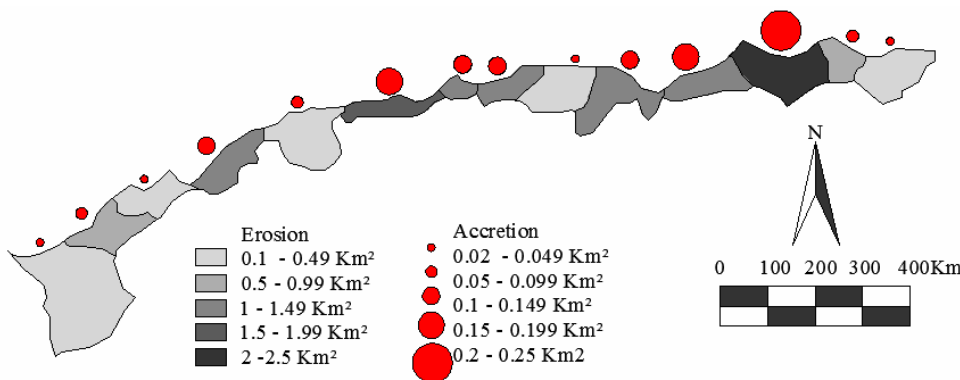 N
Erosion
0.1 - 0.49 Km²
0.5 - 0.99 Km²
1 - 1.49 Km²
1.5 - 1.99 Km²
2 -2.5 Km²
Accretion
0.02 - 0.049 Km²
0.05 - 0.099 Km²
0.1 - 0.149 Km²
0.15 - 0.199 Km²
0.2 - 0.25 Km2
0 100 200 300 400Km